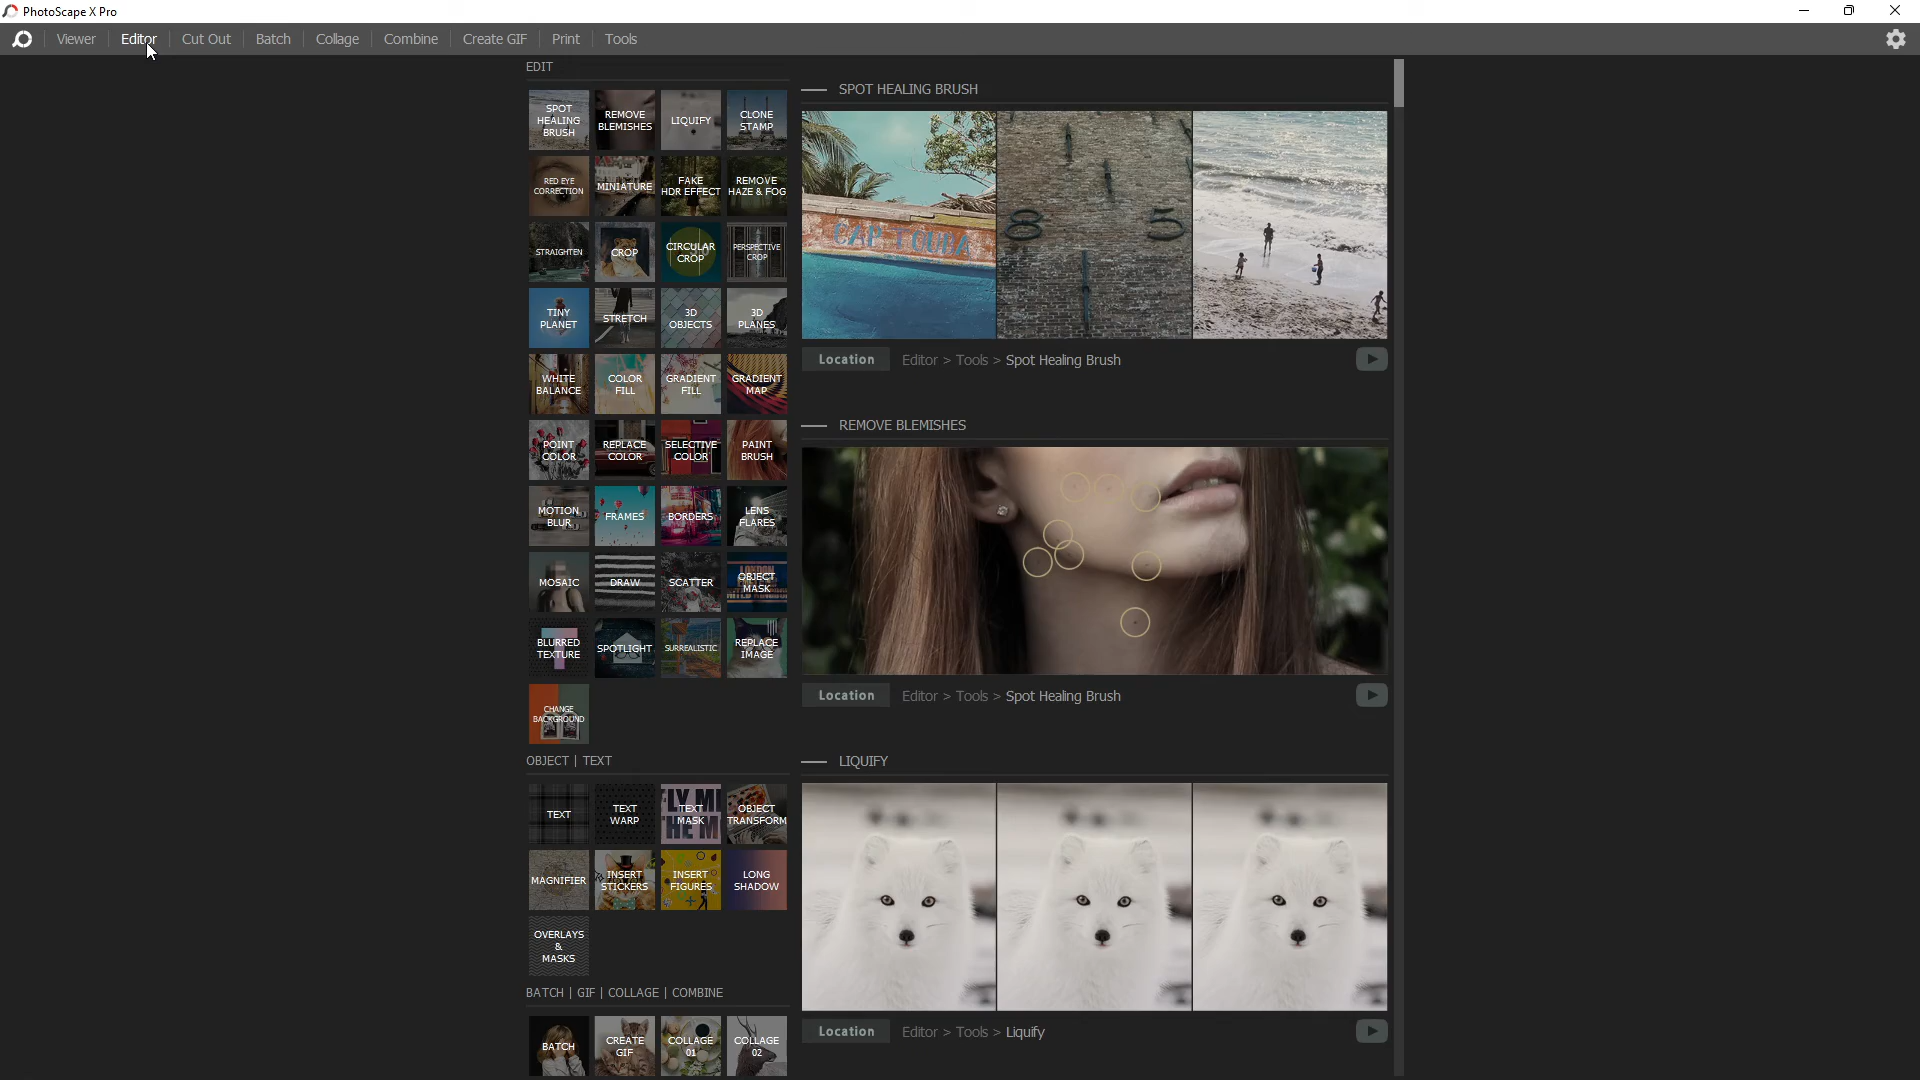 PhotoScape X Pro
Viewer
Editor
Cut Out
Batch
Collage
Combine
Create GIF
Print
Tools
EDIT
SPOT
HEALING
BRUSH
REMOVE
BLEMISHES
LIQUIFY
CLONE
STAMP
RED EYE
CORRECTION
MINIATURE
FAKE
HDR EFFECT
REMOVE
HAZE & FOG
STRAIGHTEN
CROP
CIRCULAR
CROP
PERSPECTIVE
CROP
TINY
PLANET
STRETCH
3D
OBJECTS
3D
PLANES
WHITE
BALANCE
COLOR
FILL
GRADIENT
FILL
GRADIENT
MAP
POINT
COLOR
REPLACE
COLOR
SELECTIVE
COLOR
PAINT
BRUSH
MOTION
BLUR
FRAMES
BORDERS
LENS
FLARES
MOSAIC
DRAW
SCATTER
OBJECT
MASK
BLURRED
TEXTURE
SPOTLIGHT
SURREALISTIC
REPLACE
IMAGE
CHANGE
BACKGROUND
OBJECT | TEXT
TEXT
TEXT
WARP
TEXT
MASK
OBJECT
TRANSFORM
MAGNIFIER
INSERT
STICKERS
INSERT
FIGURES
LONG
SHADOW
OVERLAYS
&
MASKS
BATCH | GIF | COLLAGE | COMBINE
BATCH
CREATE
GIF
COLLAGE
01
COLLAGE
02
SPOT HEALING BRUSH
CAP TOUBA
8 5
Location Editor > Tools > Spot Healing Brush
REMOVE BLEMISHES
Location Editor > Tools > Spot Healing Brush
LIQUIFY
Location Editor > Tools > Liquify